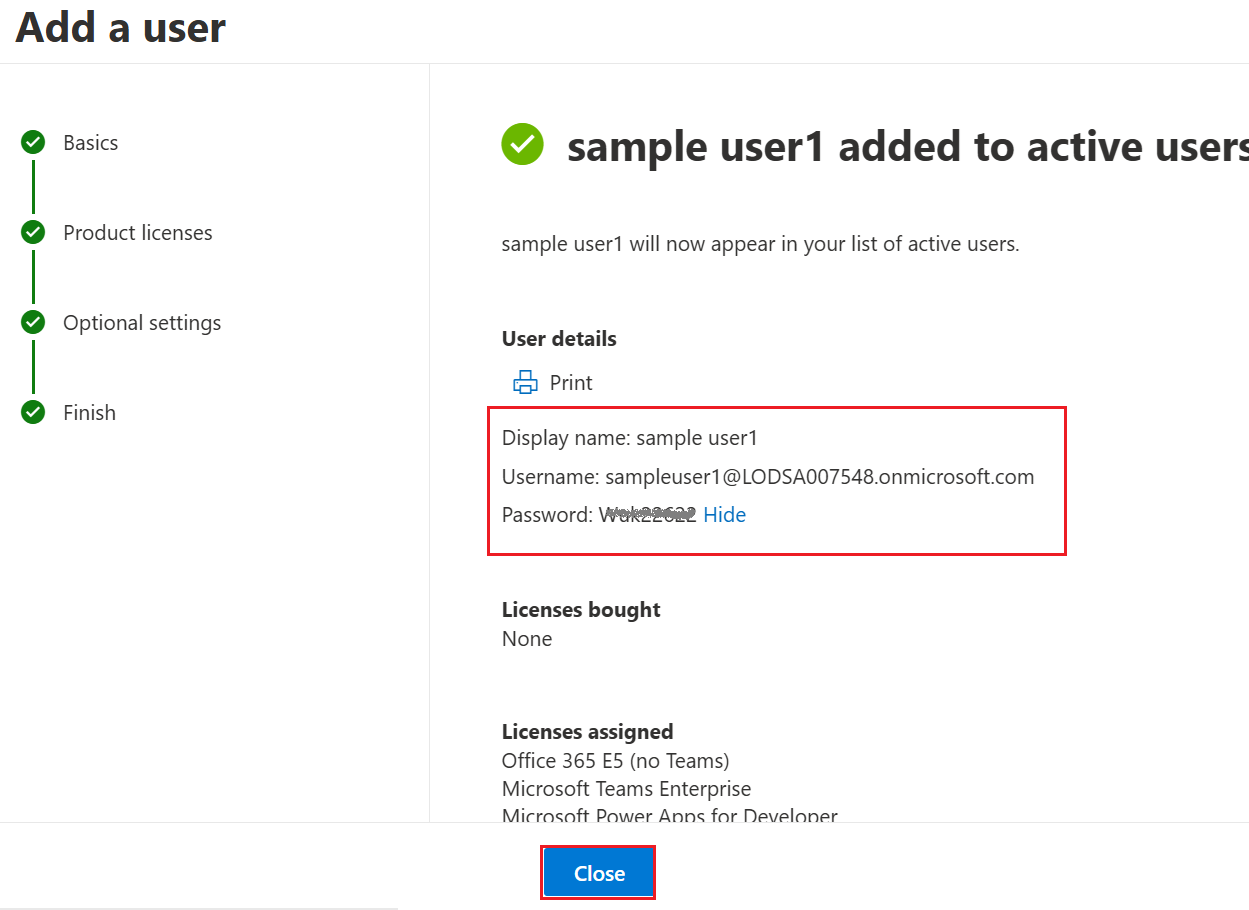 Add a user
Basics
Product licenses
Optional settings
Finish
sample user1 added to active users
sample user1 will now appear in your list of active users.
User details
Print
Display name: sample user1
Username: sampleuser1@LODSA007548.onmicrosoft.com
Password: Hide
Licenses bought
None
Licenses assigned
Office 365 E5 (no Teams)
Microsoft Teams Enterprise
Microsoft Power Apps for Developer
Close